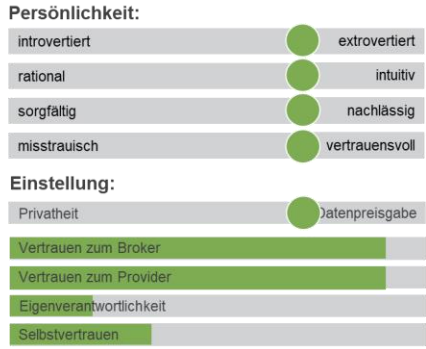 Persönlichkeit:
introvertiert extrovertiert
rational intuitiv
sorgfältig nachlässig
misstrauisch vertrauensvoll
Einstellung:
Privatheit Datenpreisgabe
Vertrauen zum Broker
Vertrauen zum Provider
Eigenverantwortlichkeit
Selbstvertrauen